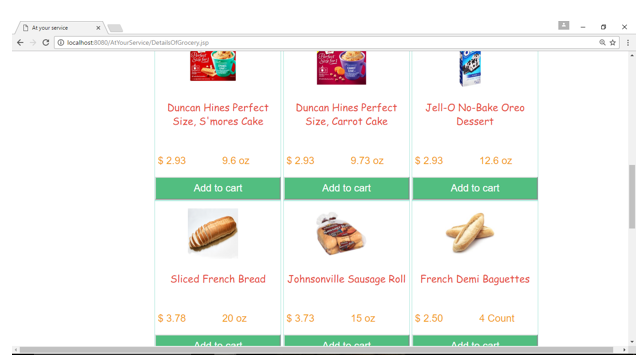 At your service
localhost:8080/AtYourService/DetailsOfGrocery.jsp
Duncan Hines Perfect
Size, S'mores Cake
Duncan Hines Perfect
Size, Carrot Cake
Jell-O No-Bake Oreo
Dessert
$ 2.93 9.6 oz
$ 2.93 9.73 oz
$ 2.93 12.6 oz
Add to cart
Add to cart
Add to cart
Sliced French Bread
Johnsonville Sausage Roll
French Demi Baguettes
$ 3.78 20 oz
$ 3.73 15 oz
$ 2.50 4 Count
Add to cart
Add to cart
Add to cart